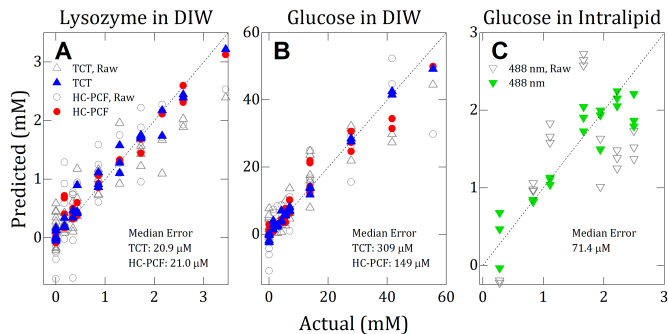 Lysozyme in DIW
Glucose in DIW
Glucose in Intralipid
Predicted (mM)
3
2
1
0
A
TCT, Raw
TCT
HC-PCF, Raw
HC-PCF
Median Error
TCT: 20.9 μM
HC-PCF: 21.0 μM
0
1
2
3
60
40
20
0
B
Median Error
TCT: 309 μM
HC-PCF: 149 μM
0
20
40
60
3
2
1
0
C
488 nm, Raw
488 nm
Median Error
71.4 μM
0
1
2
3
Actual (mM)